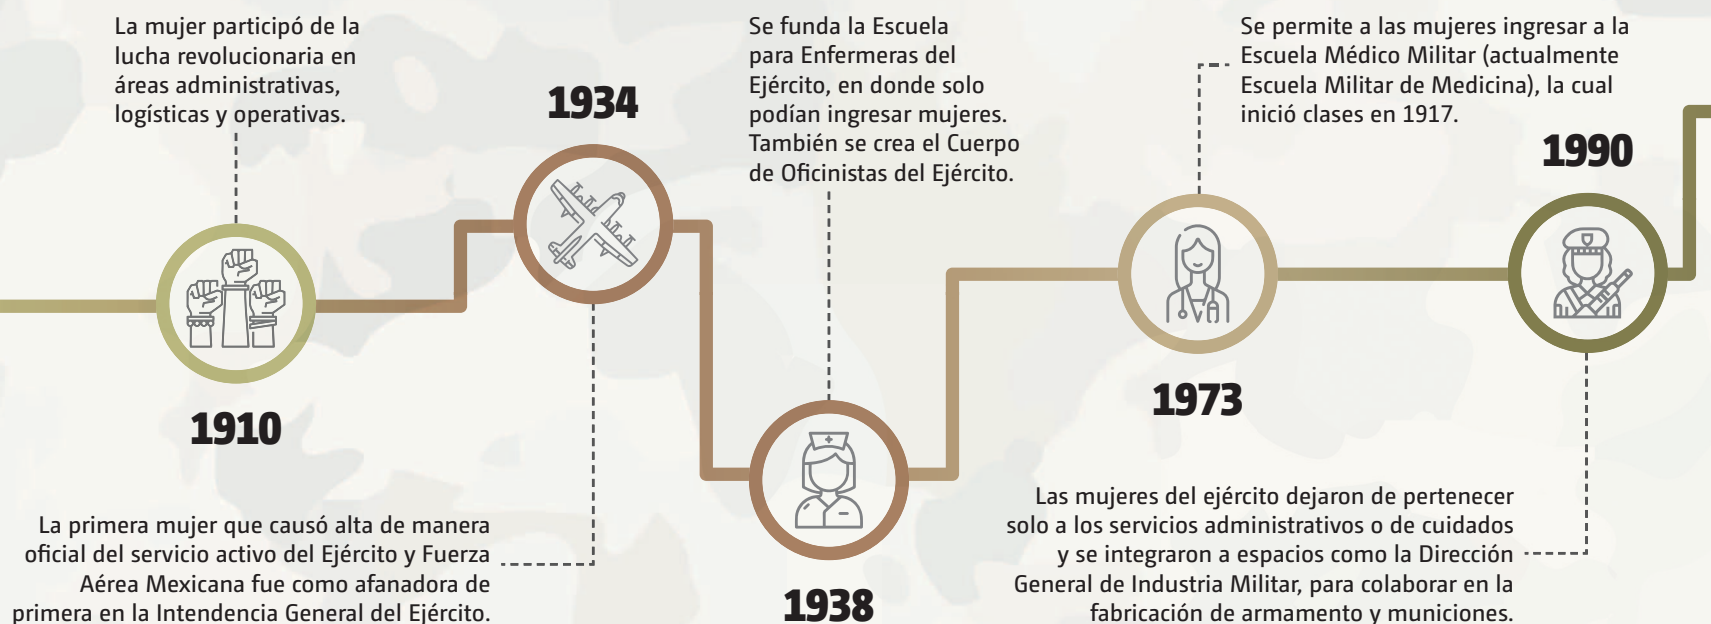 La mujer participó de la
lucha revolucionaria en
áreas administrativas,
logísticas y operativas.
1910
1934
La primera mujer que causó alta de manera
oficial del servicio activo del Ejército y Fuerza
Aérea Mexicana fue como afanadora de
primera en la Intendencia General del Ejército.
Se funda la Escuela
para Enfermeras del
Ejército, en donde solo
podían ingresar mujeres.
También se crea el Cuerpo
de Oficinistas del Ejército.
1938
Se permite a las mujeres ingresar a la
Escuela Médico Militar (actualmente
Escuela Militar de Medicina), la cual
inició clases en 1917.
1973
1990
Las mujeres del ejército dejaron de pertenecer
solo a los servicios administrativos o de cuidados
y se integraron a espacios como la Dirección
General de Industria Militar, para colaborar en la
fabricación de armamento y municiones.